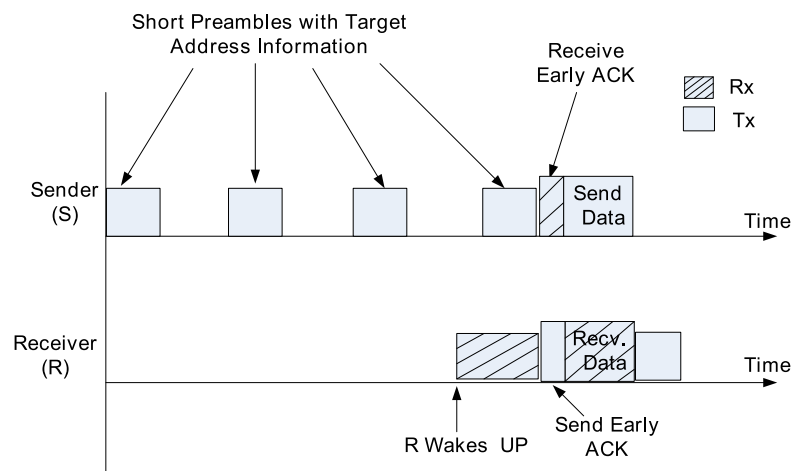 Short Preambles with Target
Address Information
Receive
Early ACK
Rx
Tx
Sender
(S)
Send
Data
Time
Receiver
(R)
Recv.
Data
Time
R Wakes UP
Send Early
ACK